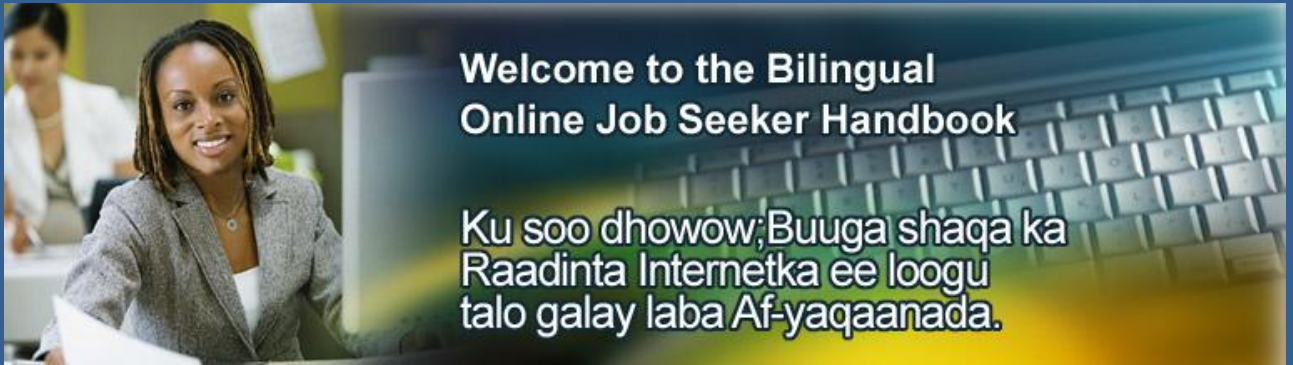 Welcome to the Bilingual
Online Job Seeker Handbook
Ku soo dhowow;Buuga shaqa ka
Raadinta Internetka ee loogu
talo galay laba Af-yaqaanada.